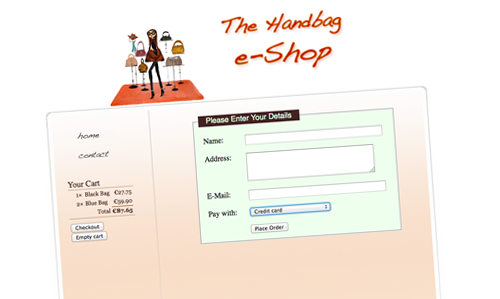 The Handbag
e-Shop
home
contact
Your Cart
1× Black Bag €27.75
2× Blue Bag €59.90
Total €87.65
Checkout
Empty cart
Please Enter Your Details
Name:
Address:
E-Mail:
Pay with: Credit card
Place Order